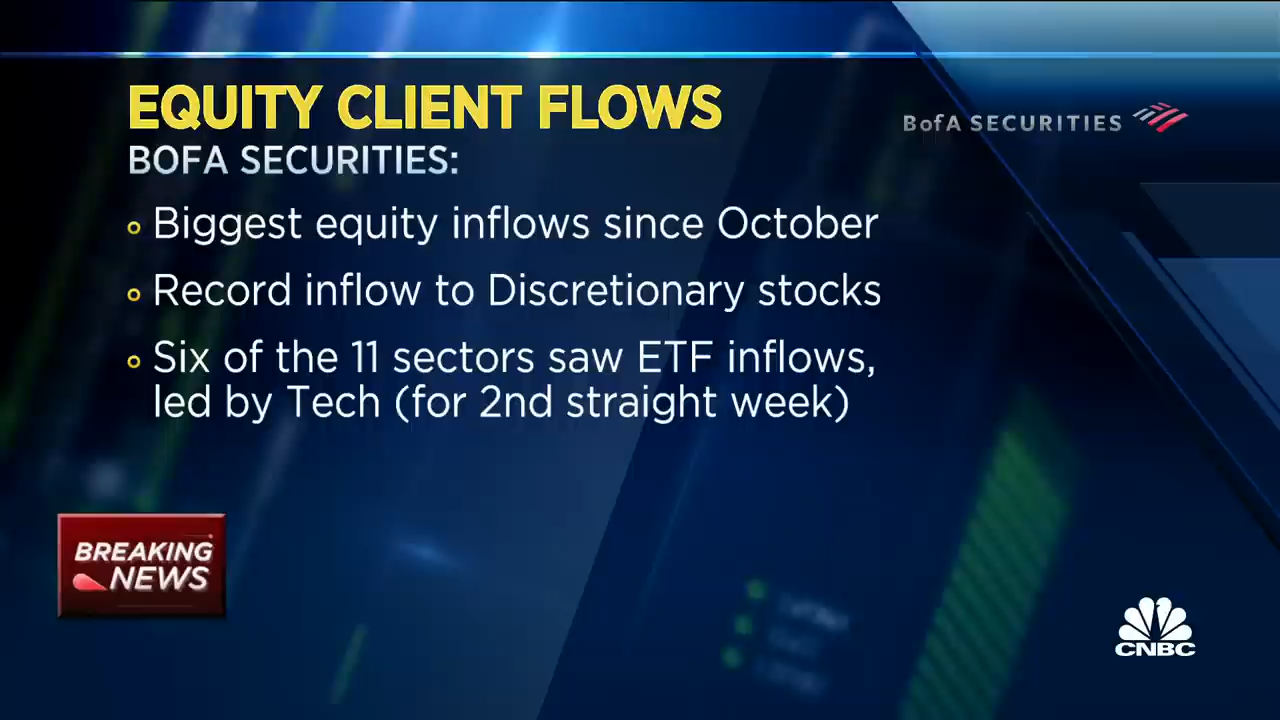 EQUITY CLIENT FLOWS
BofA SECURITIES
BOFA SECURITIES:
Biggest equity inflows since October
Record inflow to Discretionary stocks
Six of the 11 sectors saw ETF inflows,
led by Tech (for 2nd straight week)
BREAKING
NEWS
CNBC